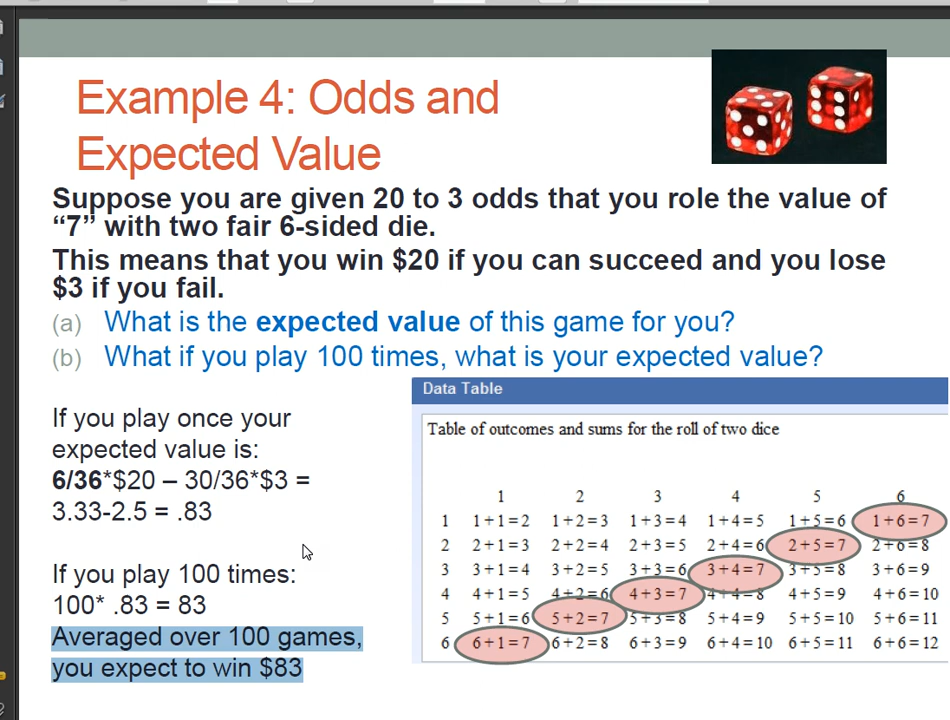 Example 4: Odds and
Expected Value
Suppose you are given 20 to 3 odds that you role the value of
“7” with two fair 6-sided die.
This means that you win $20 if you can succeed and you lose
$3 if you fail.
(a) What is the expected value of this game for you?
(b) What if you play 100 times, what is your expected value?
If you play once your
expected value is:
6/36*$20 – 30/36*$3 =
3.33-2.5 = .83
If you play 100 times:
100* .83 = 83
Averaged over 100 games,
you expect to win $83
Data Table
Table of outcomes and sums for the roll of two dice
1 2 3 4 5 6
1 1+1=2 1+2=3 1+3=4 1+4=5 1+5=6 1+6=7
2 2+1=3 2+2=4 2+3=5 2+4=6 2+5=7 2+6=8
3 3+1=4 3+2=5 3+3=6 3+4=7 3+5=8 3+6=9
4 4+1=5 4+2=6 4+3=7 4+4=8 4+5=9 4+6=10
5 5+1=6 5+2=7 5+3=8 5+4=9 5+5=10 5+6=11
6 6+1=7 6+2=8 6+3=9 6+4=10 6+5=11 6+6=12